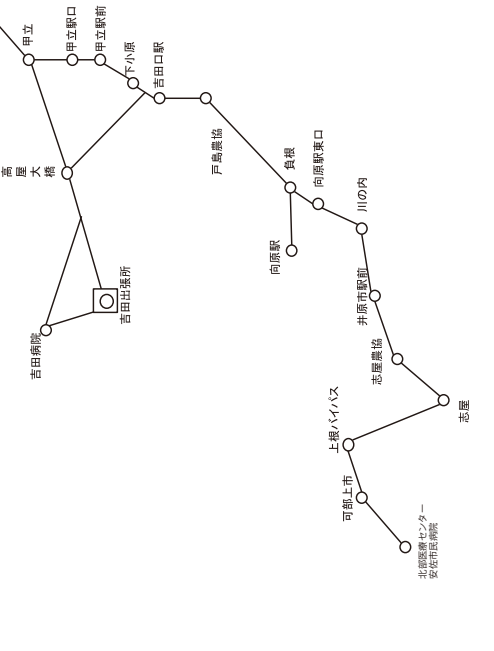 甲立
甲立駅口
甲立駅前
下小原
吉田口駅
戸島農協
高屋大橋
負根
向原駅東口
川の内
向原駅
吉田出張所
井原市駅前
吉田病院
志屋農協
志屋
上根バイパス
可部上市
北部医療センター
安佐市民病院